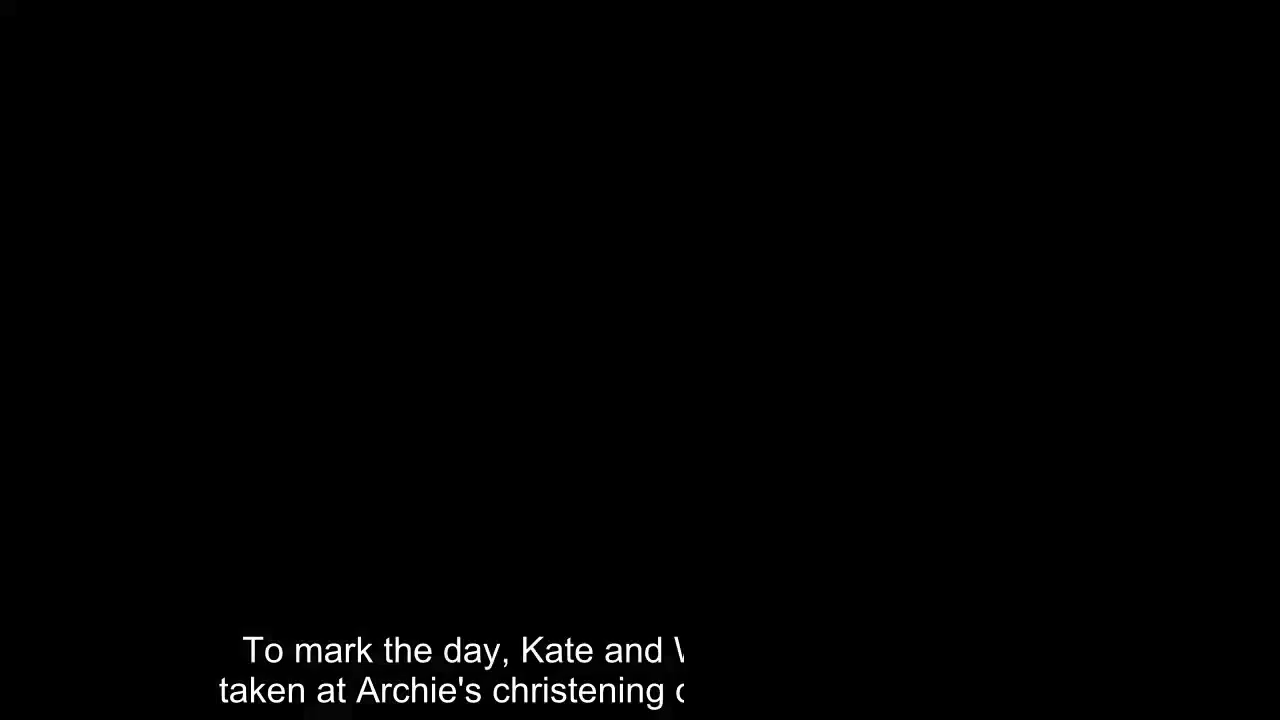 To mark the day, Kate and
taken at Archie's christening